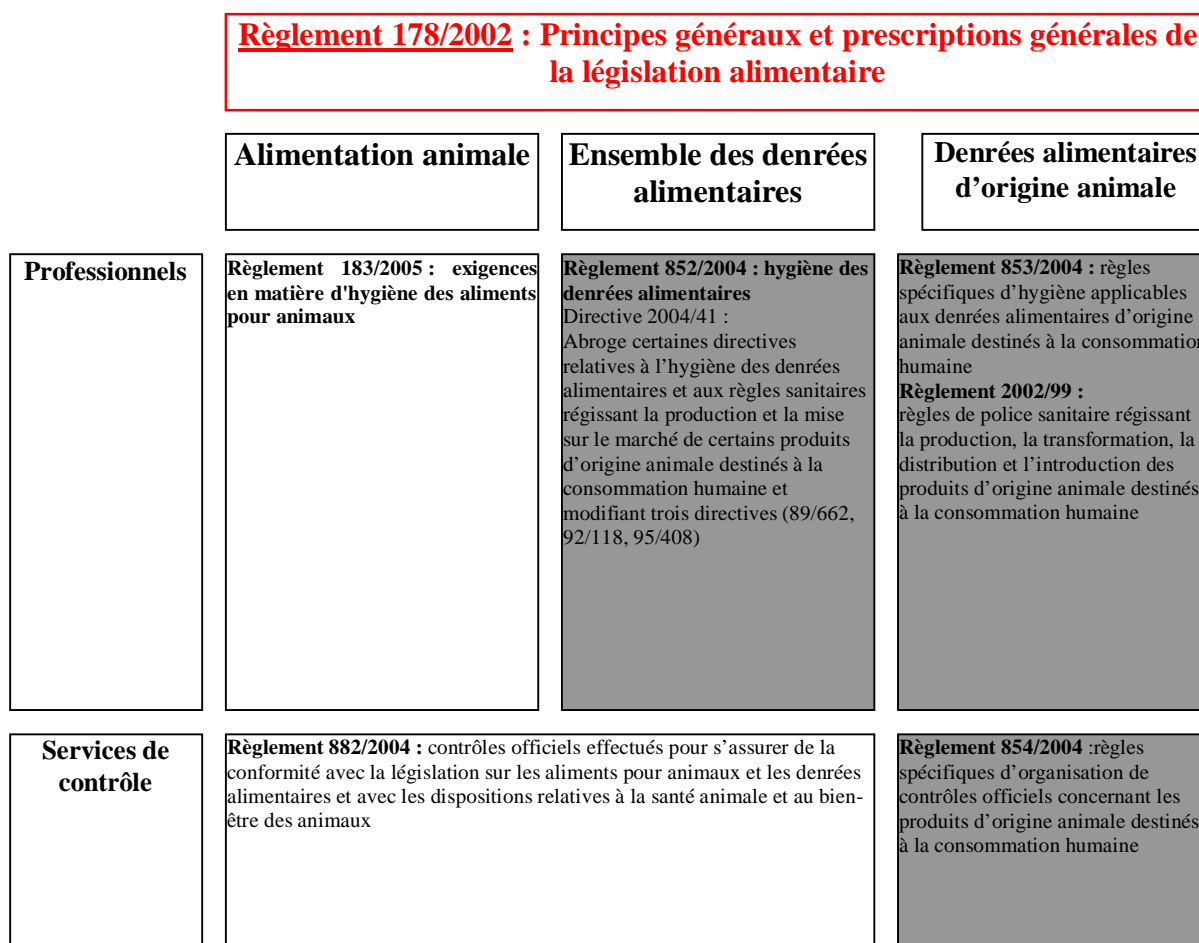 Règlement 178/2002 : Principes généraux et prescriptions générales de
la législation alimentaire
Alimentation animale
Ensemble des denrées
alimentaires
Denrées alimentaires
d’origine animale
Professionnels
Règlement 183/2005 : exigences
en matière d'hygiène des aliments
pour animaux
Règlement 852/2004 : hygiène des
denrées alimentaires
Directive 2004/41 :
Abroge certaines directives
relatives à l’hygiène des denrées
alimentaires et aux règles sanitaires
régissant la production et la mise
sur le marché de certains produits
d’origine animale destinés à la
consommation humaine et
modifiant trois directives (89/662,
92/118, 95/408)
Règlement 853/2004 : règles
spécifiques d’hygiène applicables
aux denrées alimentaires d’origine
animale destinés à la consommation
humaine
Règlement 2002/99 :
règles de police sanitaire régissant
la production, la transformation, la
distribution et l’introduction des
produits d’origine animale destinés
à la consommation humaine
Services de
contrôle
Règlement 882/2004 : contrôles officiels effectués pour s’assurer de la
conformité avec la législation sur les aliments pour animaux et les denrées
alimentaires et avec les dispositions relatives à la santé animale et au bien-
être des animaux
Règlement 854/2004 :règles
spécifiques d’organisation de
contrôles officiels concernant les
produits d’origine animale destinés
à la consommation humaine